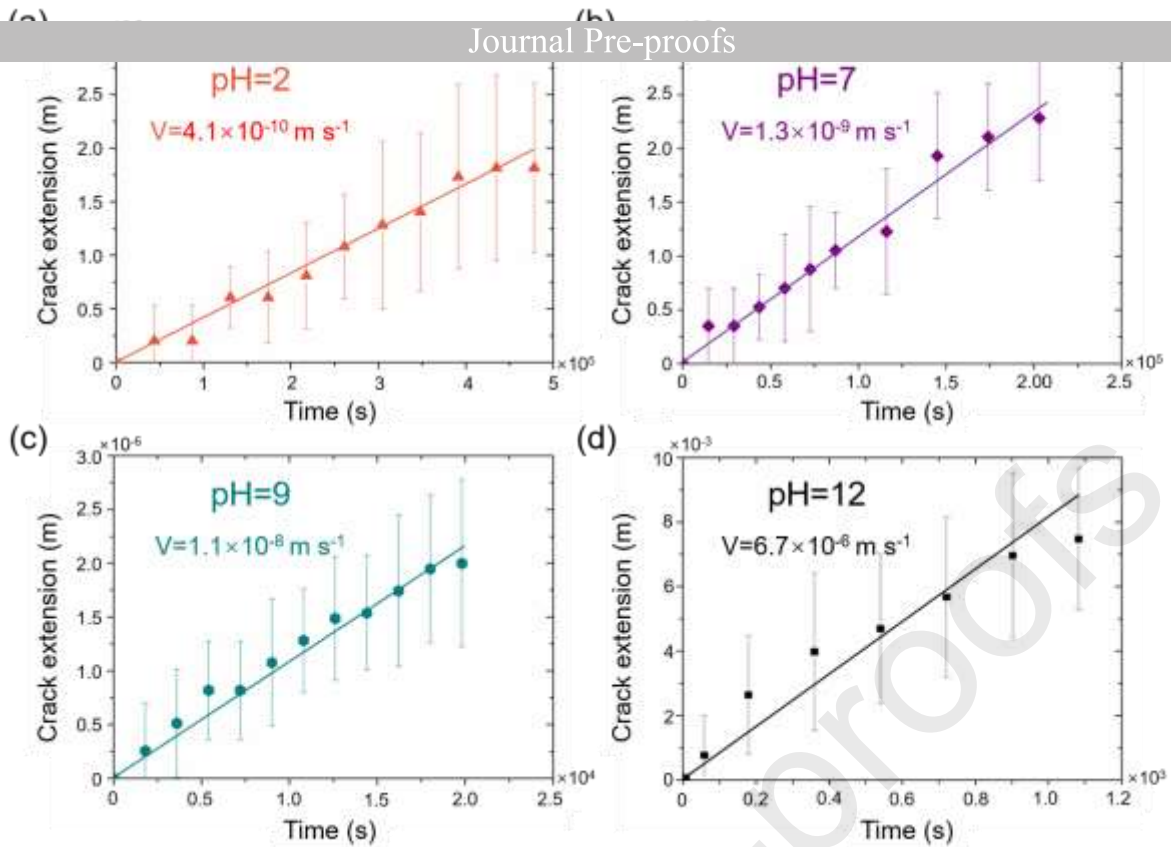 (a)
(b)
Journal Pre-proofs
pH=2
V=4.1×10⁻¹⁰ m s⁻¹
Crack extension (m)
2.5
2.0
1.5
1.0
0.5
0
0 1 2 3 4 5
×10⁵
Time (s)
pH=7
V=1.3×10⁻⁹ m s⁻¹
Crack extension (m)
2.5
2.0
1.5
1.0
0.5
0
0 0.5 1.0 1.5 2.00 2.5
×10⁵
Time (s)
(c)
×10⁻⁶
pH=9
V=1.1×10⁻⁸ m s⁻¹
Crack extension (m)
3.0
2.5
2.0
1.5
1.0
0.5
0
0 0.5 1.0 1.5 2.0 2.5
×10⁴
Time (s)
(d)
×10⁻³
pH=12
V=6.7×10⁻⁶ m s⁻¹
Crack extension (m)
10
8
6
4
2
0
0 0.2 0.4 0.6 0.8 1.0 1.2
×10³
Time (s)
proofs